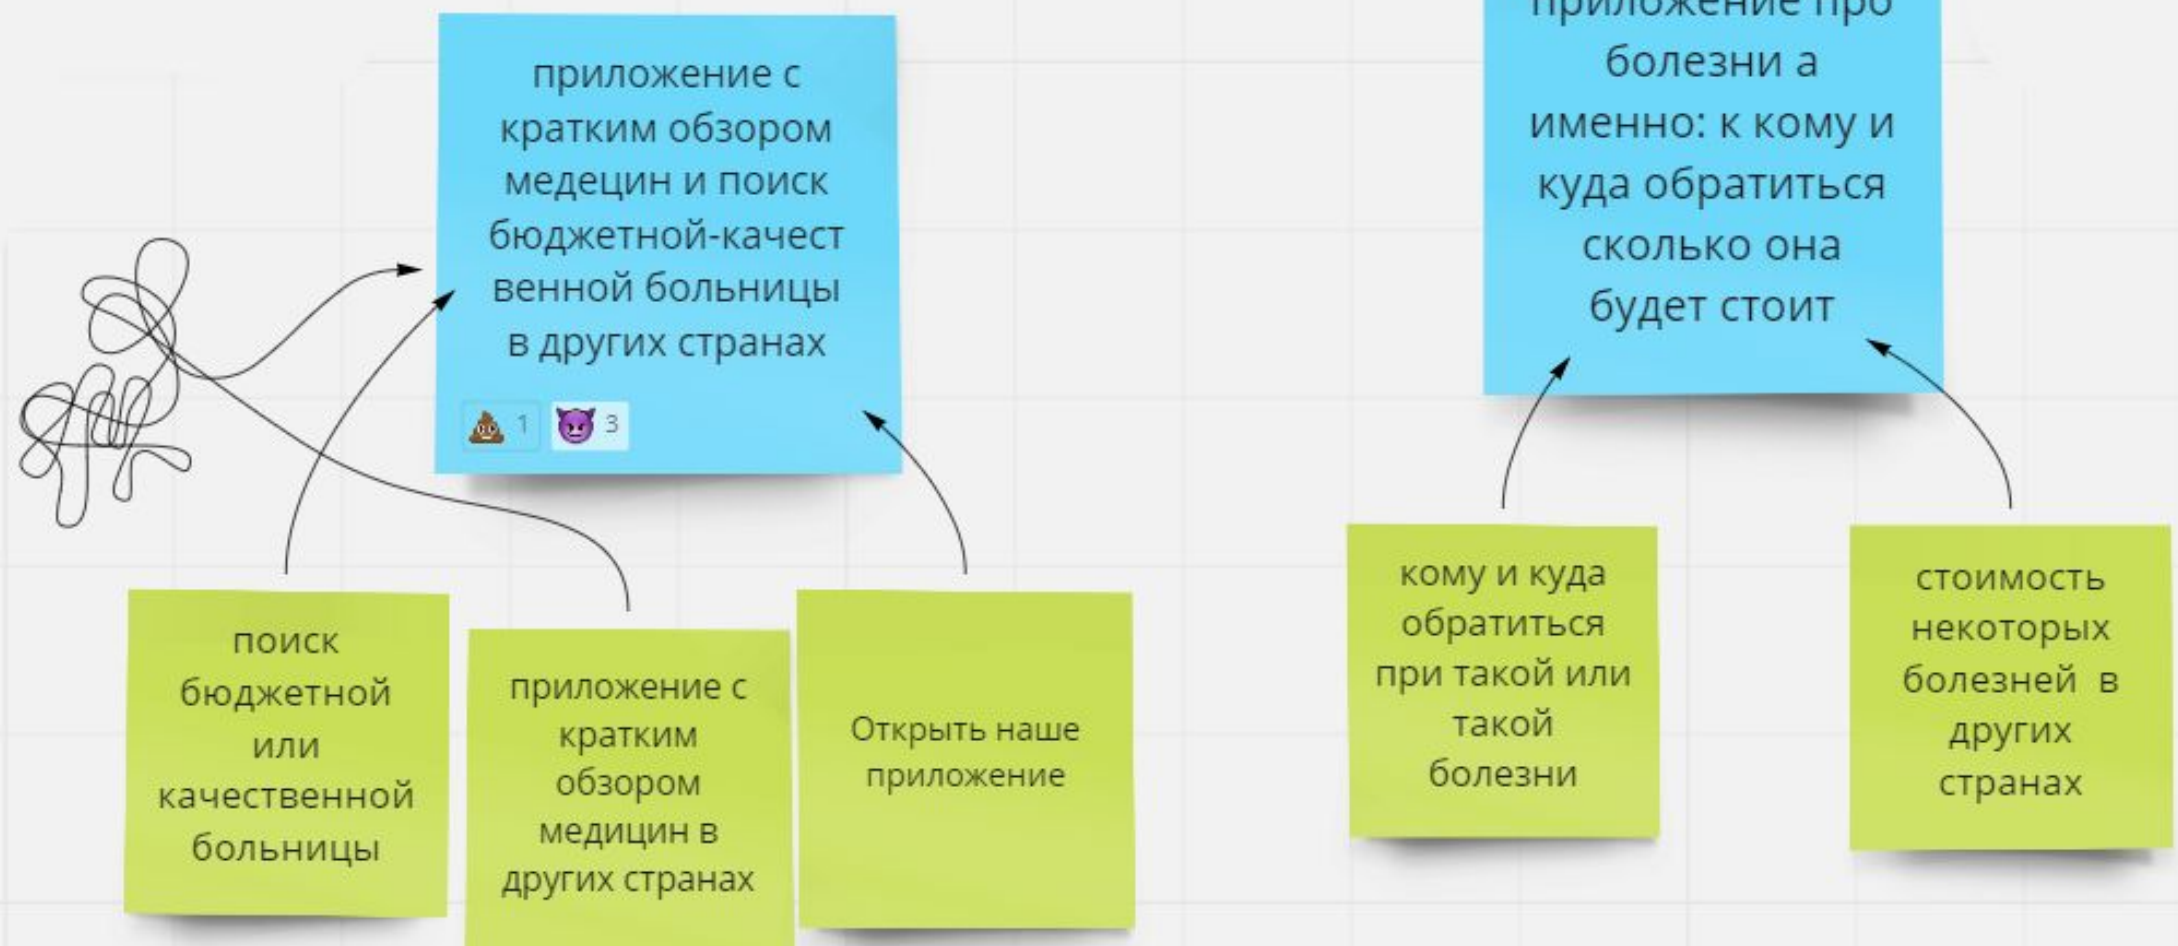 приложение с
кратким обзором
медецин и поиск
бюджетной-качест
венной больницы
в других странах
1
3
приложение про
болезни а
именно: к кому и
куда обратиться
сколько она
будет стоит
поиск
бюджетной
или
качественной
больницы
приложение с
кратким
обзором
медицин в
других странах
Открыть наше
приложение
кому и куда
обратиться
при такой или
такой
болезни
стоимость
некоторых
болезней в
других
странах